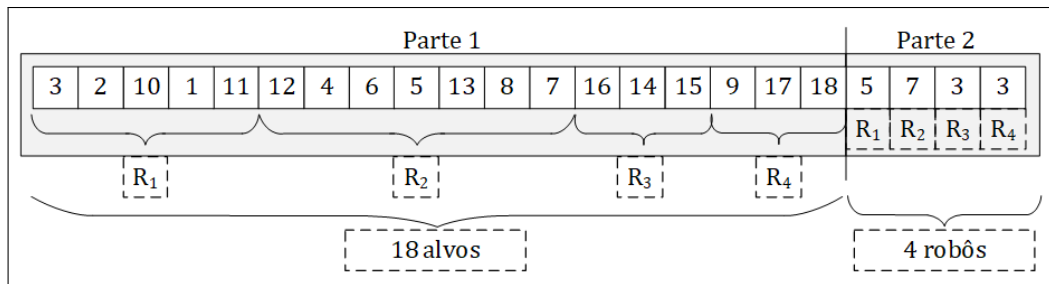 Parte 1 Parte 2
3 2 10 1 11 12 4 6 5 13 8 7 16 14 15 9 17 18 5 7 3 3
R₁ R₂ R₃ R₄
R₁ R₂ R₃ R₄
18 alvos 4 robôs